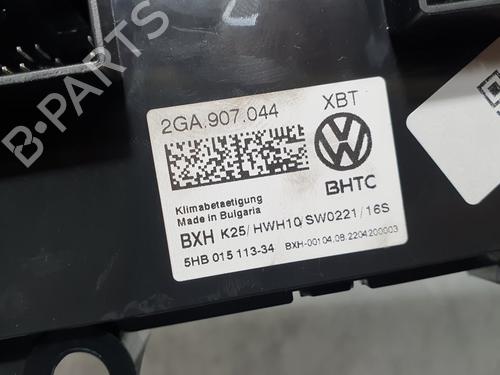 2GA.907.044 XBT
BHTC
Klimabetaetigung
Made in Bulgaria
BXH K25/HWH10/SW0221/16S
5HB 015 113-34 BXH-00104.08.2204200003